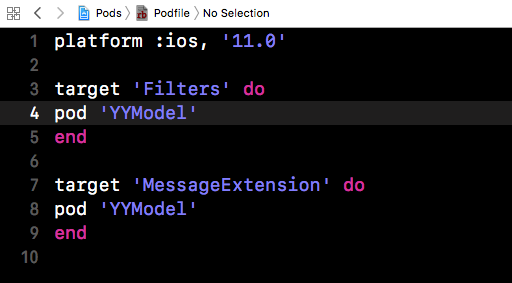 Pods Podfile No Selection
1 platform :ios, '11.0'
2
3 target 'Filters' do
4 pod 'YYModel'
5 end
6
7 target 'MessageExtension' do
8 pod 'YYModel'
9 end
10